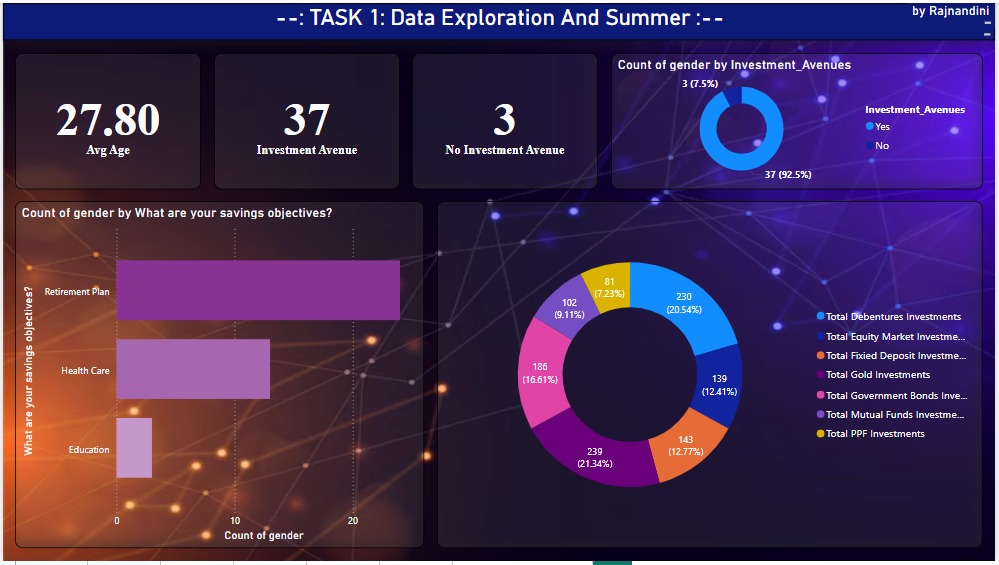 --: TASK 1: Data Exploration And Summer :--
by Rajnandini
27.80
Avg Age
37
Investment Avenue
3
No Investment Avenue
Count of gender by Investment_Avenues
3 (7.5%)
37 (92.5%)
Investment_Avenues
Yes
No
Count of gender by What are your savings objectives?
What are your savings objectives?
Retirement Plan
Health Care
Education
0
10
20
Count of gender
81
(7.23%)
230
(20.54%)
102
(9.11%)
186
(16.61%)
139
(12.41%)
143
(12.77%)
239
(21.34%)
Total Debentures Investments
Total Equity Market Investme...
Total Fixied Deposit Investme...
Total Gold Investments
Total Government Bonds Inve...
Total Mutual Funds Investme...
Total PPF Investments